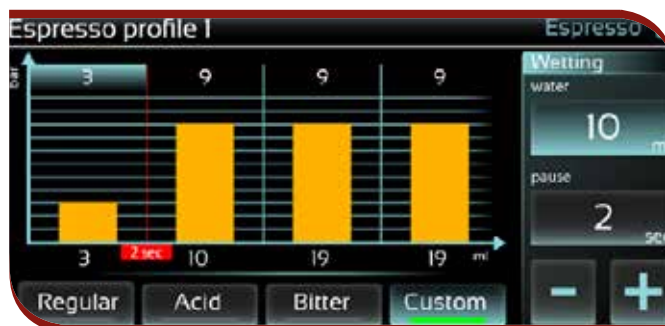 Espresso profile 1 Espresso
bar 3 9 9 9
3 2 sec 10 19 19 ml
Regular Acid Bitter Custom
Wetting
water
10
pause
2
- +